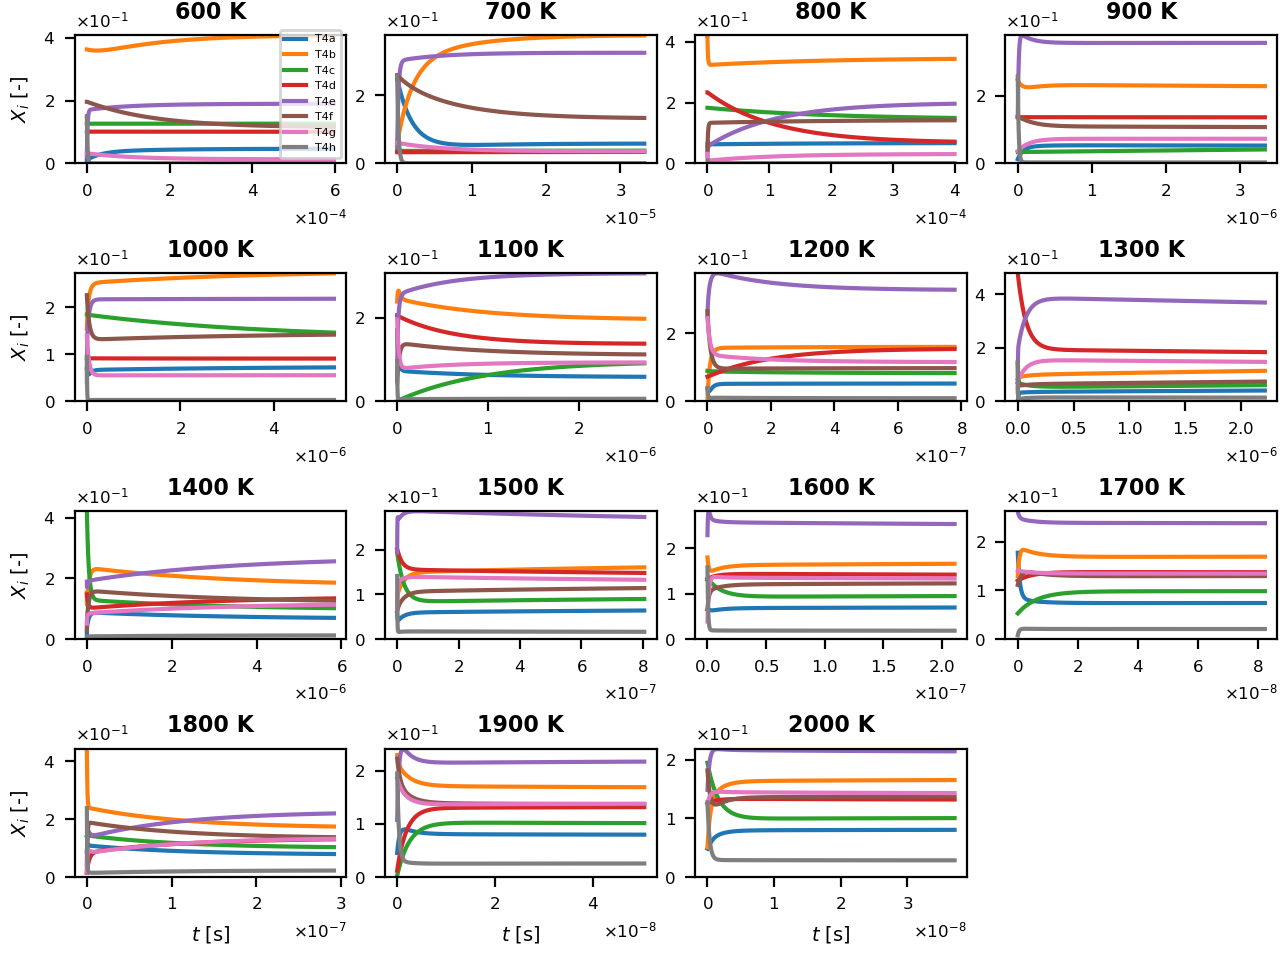 600 K
700 K
800 K
900 K
×10⁻¹ ×10⁻¹ ×10⁻¹ ×10⁻¹
X_i [-]
4 2 0
2 0
4 2 0
2 0
T4a
T4b
T4c
T4d
T4e
T4f
T4g
T4h
0 2 4 6
0 1 2 3
0 1 2 3 4
0 1 2 3
×10⁻⁴ ×10⁻⁵ ×10⁻⁴ ×10⁻⁶
1000 K
1100 K
1200 K
1300 K
×10⁻¹ ×10⁻¹ ×10⁻¹ ×10⁻¹
X_i [-]
2 1 0
2 0
2 0
4 2 0
0 2 4
0 1 2
0 2 4 6 8
0.0 0.5 1.0 1.5 2.0
×10⁻⁶ ×10⁻⁶ ×10⁻⁷ ×10⁻⁶
1400 K
1500 K
1600 K
1700 K
×10⁻¹ ×10⁻¹ ×10⁻¹ ×10⁻¹
X_i [-]
4 2 0
2 1 0
2 1 0
2 1 0
0 2 4 6
0 2 4 6 8
0.0 0.5 1.0 1.5 2.0
0 2 4 6 8
×10⁻⁶ ×10⁻⁷ ×10⁻⁷ ×10⁻⁸
1800 K
1900 K
2000 K
×10⁻¹ ×10⁻¹ ×10⁻¹
X_i [-]
4 2 0
2 1 0
2 1 0
0 1 2 3
0 2 4
0 1 2 3
t [s] ×10⁻⁷
t [s] ×10⁻⁸
t [s] ×10⁻⁸